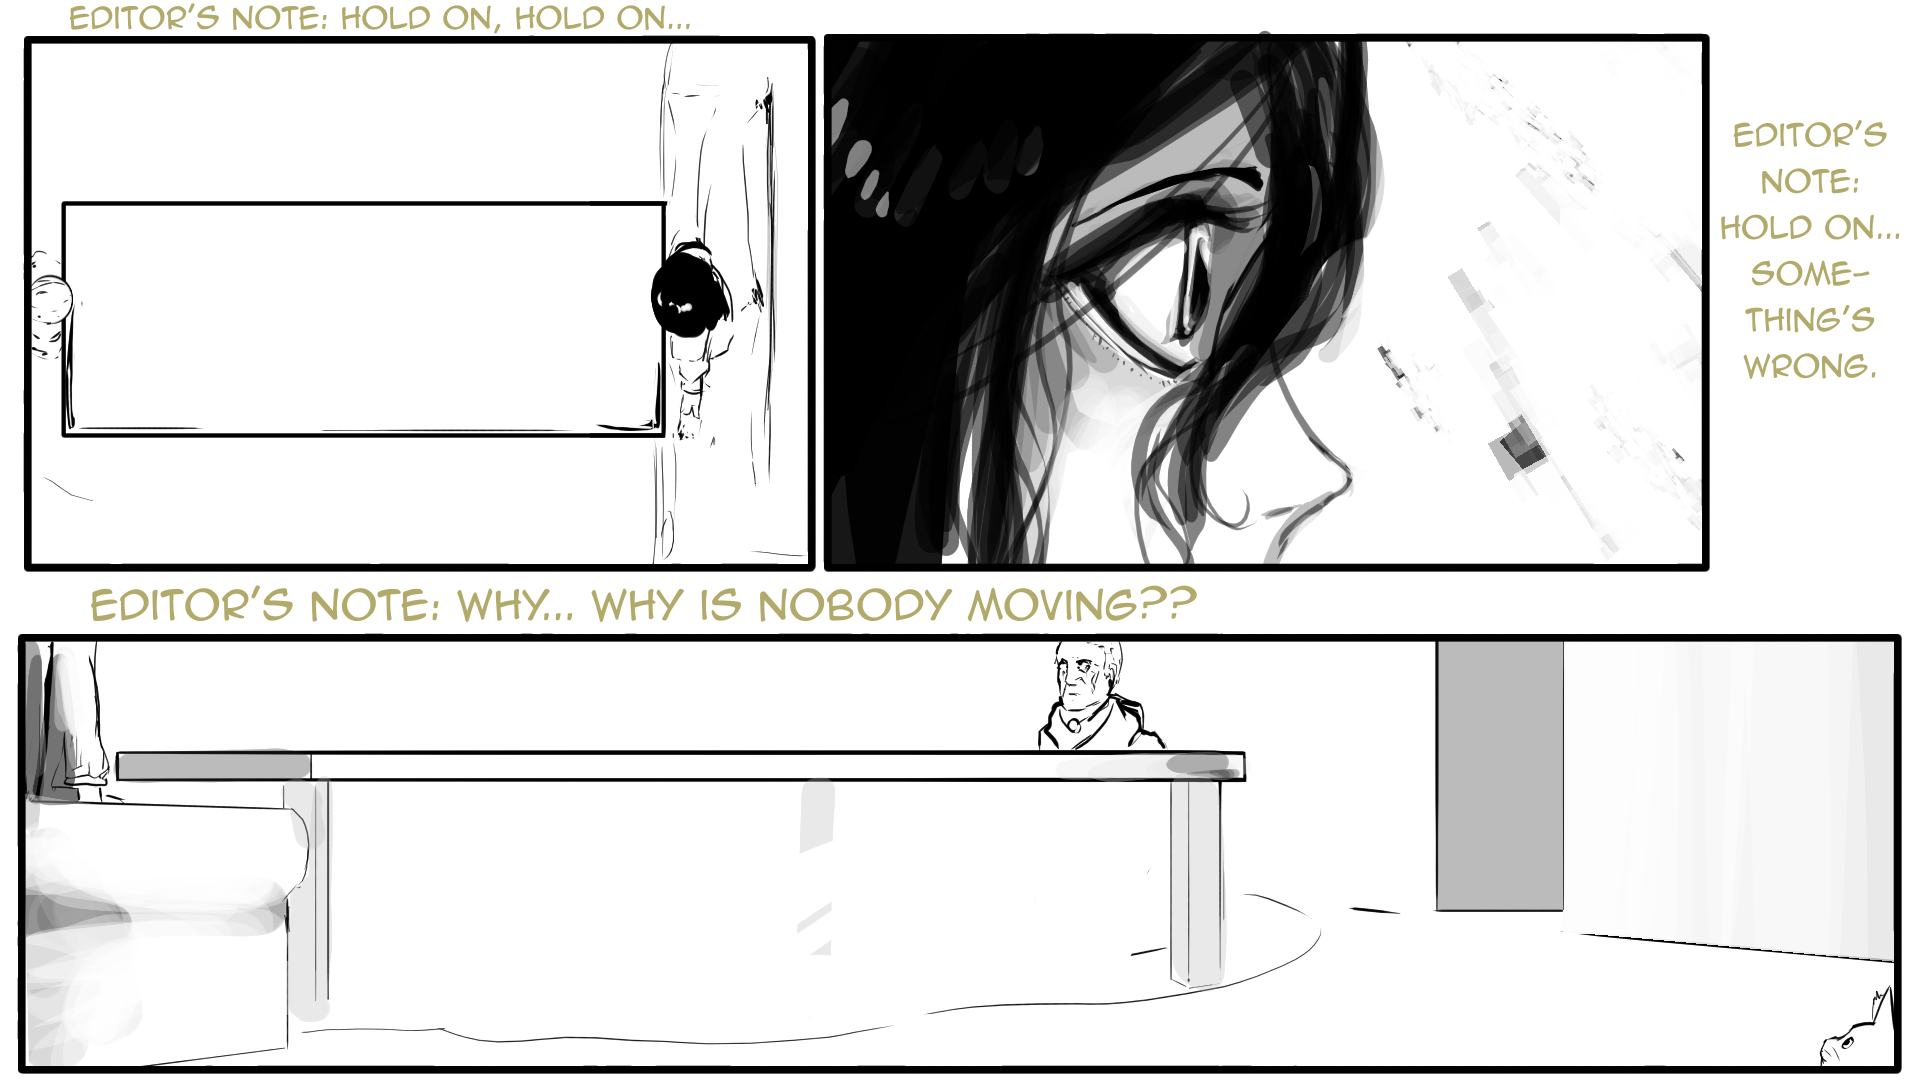 EDITOR'S NOTE: HOLD ON, HOLD ON...
EDITOR'S
NOTE:
HOLD ON...
SOME-
THING'S
WRONG.
EDITOR'S NOTE: WHY... WHY IS NOBODY MOVING??